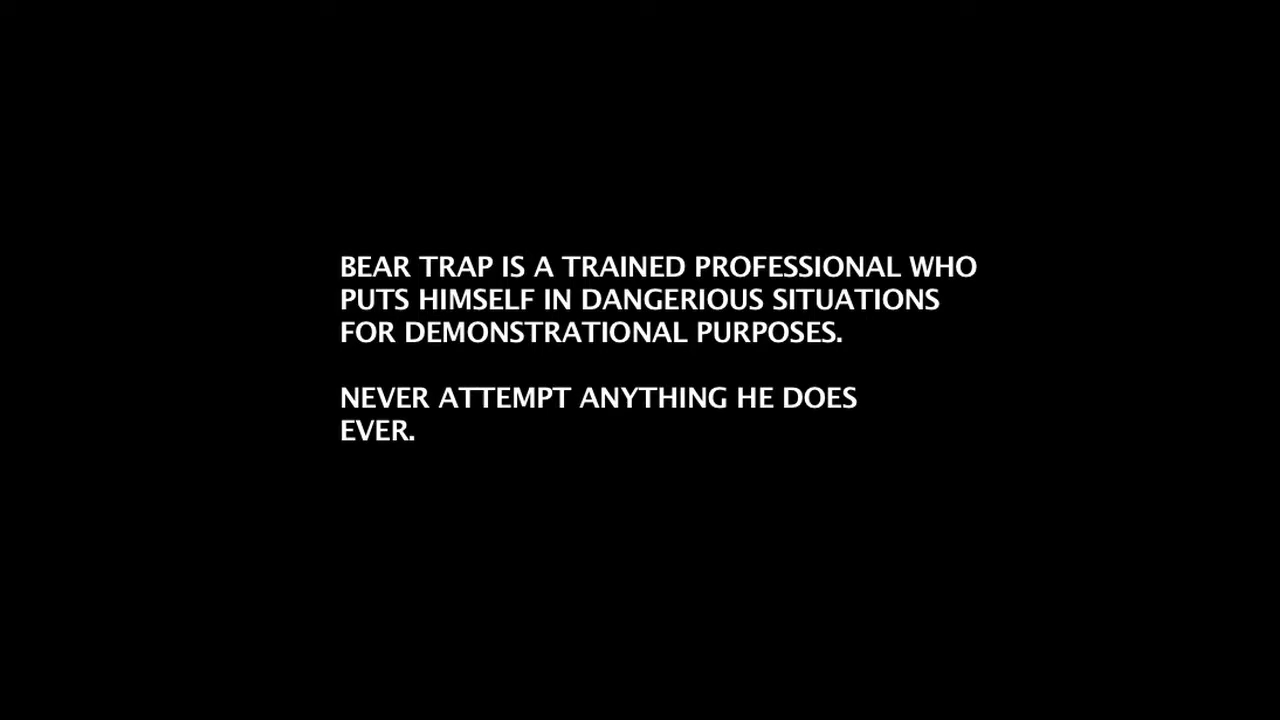 BEAR TRAP IS A TRAINED PROFESSIONAL WHO
PUTS HIMSELF IN DANGERIOUS SITUATIONS
FOR DEMONSTRATIONAL PURPOSES.
NEVER ATTEMPT ANYTHING HE DOES
EVER.